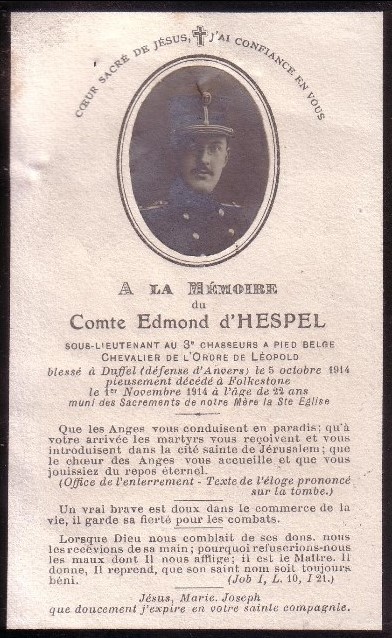 CŒUR SACRÉ DE JÉSUS, J'AI CONFIANCE EN VOUS
A LA MÉMOIRE
du
Comte Edmond d'HESPEL
SOUS-LIEUTENANT AU 3e CHASSEURS A PIED BELGE
CHEVALIER DE L'ORDRE DE LÉOPOLD
blessé à Duffel (défense d'Anvers) le 5 octobre 1914
pieusement décédé à Folkestone
le 1er Novembre 1914 à l'âge de 24 ans
muni des Sacrements de notre Mère la Ste Eglise
Que les Anges vous conduisent en paradis; qu'à
votre arrivée les martyrs vous reçoivent et vous
introduisent dans la cité sainte de Jérusalem; que
le chœur des Anges vous accueille et que vous
jouissiez du repos éternel.
(Office de l'enterrement - Texte de l'éloge prononcé
sur la tombe.)
Un vrai brave est doux dans le commerce de la
vie, il garde sa fierté pour les combats.
Lorsque Dieu nous comblait de ses dons, nous
les recevions de sa main; pourquoi refuserions-nous
les maux dont Il nous afflige; il est le Maître. Il
donne, Il reprend, que son saint nom soit toujours
béni. (Job I, L. 10, I 21.)
Jésus, Marie, Joseph
que doucement j'expire en votre sainte compagnie.